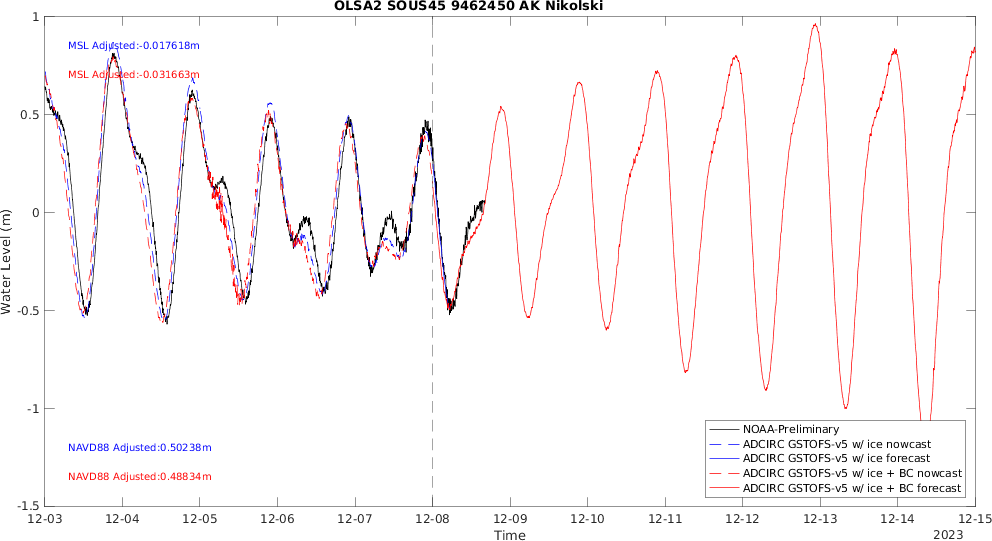 OLSA2 SOUS45 9462450 AK Nikolski
MSL Adjusted:-0.017618m
MSL Adjusted:-0.031663m
NAVD88 Adjusted:0.50238m
NAVD88 Adjusted:0.48834m
Water Level (m)
1
0.5
0
-0.5
-1
-1.5
NOAA-Preliminary
ADCIRC GSTOFS-v5 w/ ice nowcast
ADCIRC GSTOFS-v5 w/ ice forecast
ADCIRC GSTOFS-v5 w/ ice + BC nowcast
ADCIRC GSTOFS-v5 w/ ice + BC forecast
12-03 12-04 12-05 12-06 12-07 12-08 12-09 12-10 12-11 12-12 12-13 12-14 12-15
Time
2023